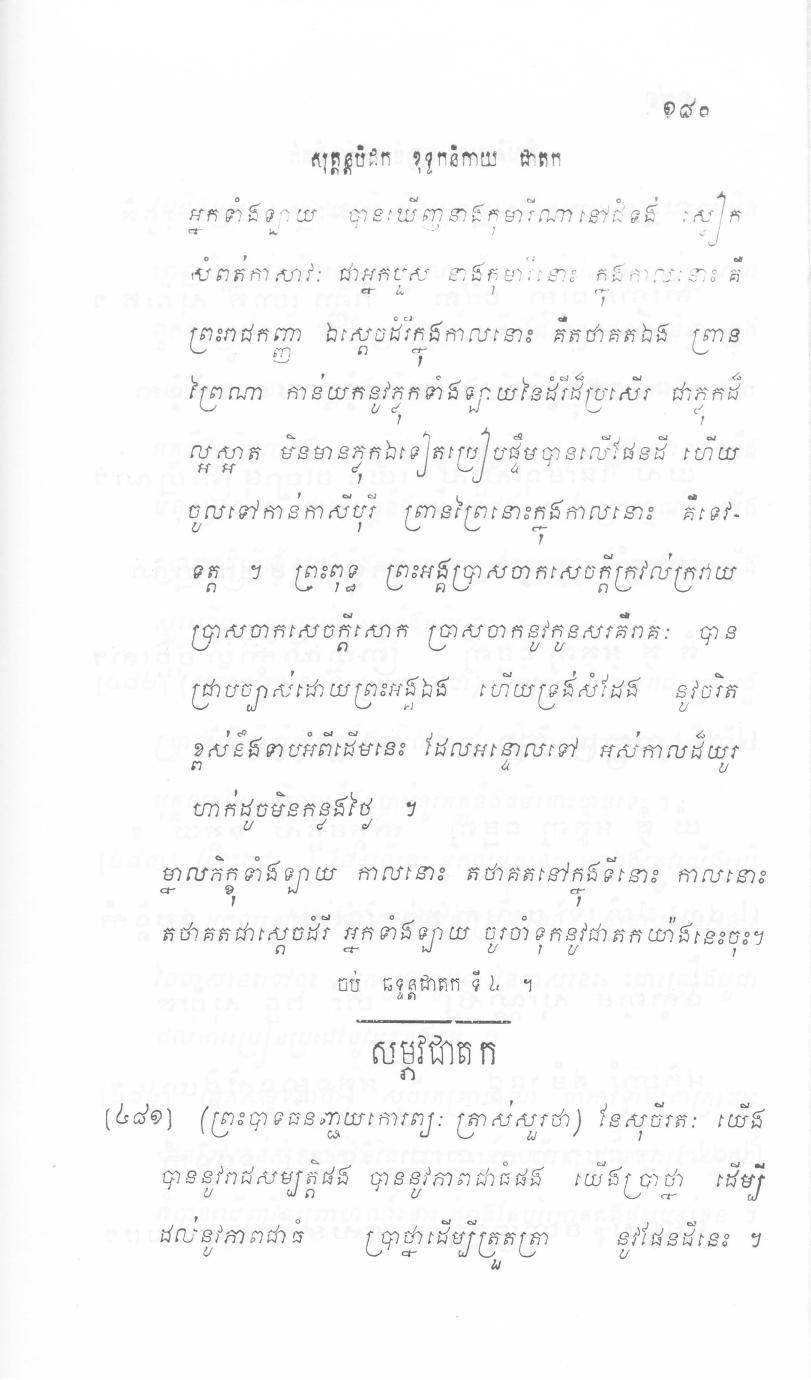 ១៨០
សុត្តន្តបិដក ខុទ្ទកនិកាយ ជាតក
អ្នកទាំងឡាយ បានឃើញនាងកុមារីណានៅជំទង់ ស្លៀក
សំពត់កាសាវៈ ជាអ្នកបួស នាងកុមារីនោះ ក្នុងកាលនោះ គឺ
ព្រះរាជកញ្ញា ឯស្តេចដំរីក្នុងកាលនោះ គឺតថាគតឯង ព្រាន
ព្រៃណា កាន់យកនូវភ្លុកទាំងឡាយនៃដំរីដ៏ប្រសើរ ជាភ្លុកដ៏
ល្អស្អាត មិនមានភ្លុកឯទៀតប្រៀបផ្ទឹមបានលើផែនដី ហើយ
ចូលទៅកាន់កាសីបុរី ព្រានព្រៃនោះក្នុងកាលនោះ គឺទេវ-
ទត្ត ។ ព្រះពុទ្ធ ព្រះអង្គប្រាសចាកសេចក្តីក្រវល់ក្រវាយ
ប្រាសចាកសេចក្តីសោក ប្រាសចាកនូវកូនសរគឺរាគៈ បាន
ជ្រាបច្បាស់ដោយព្រះអង្គឯង ហើយទ្រង់សំដែង នូវចរិត
ខ្ពស់នឹងទាបអំពីដើមនេះ ដែលអន្ទោលទៅ អស់កាលដ៏យូរ
ហាក់ដូចមិនកន្លងថ្ងៃ ។
ម្នាលភិក្ខុទាំងឡាយ កាលនោះ តថាគតនៅក្នុងទីនោះ កាលនោះ
តថាគតជាស្តេចដំរី អ្នកទាំងឡាយ ចូរចាំទុកនូវជាតកយ៉ាងនេះចុះ។
ចប់ ឆទ្ទន្តជាតក ទី ៤ ។
សម្ភវជាតក
[៤៨១] (ព្រះបាទធនញ្ជយកោរព្យៈ ត្រាស់សួរថា) នែសុចីរតៈ យើង
បាននូវរាជសម្បត្តិផង បាននូវភាពជាធំផង យើងប្រាថ្នា ដើម្បី
ដល់នូវភាពជាធំ ប្រាថ្នាដើម្បីត្រួតត្រា នូវផែនដីនេះ ។